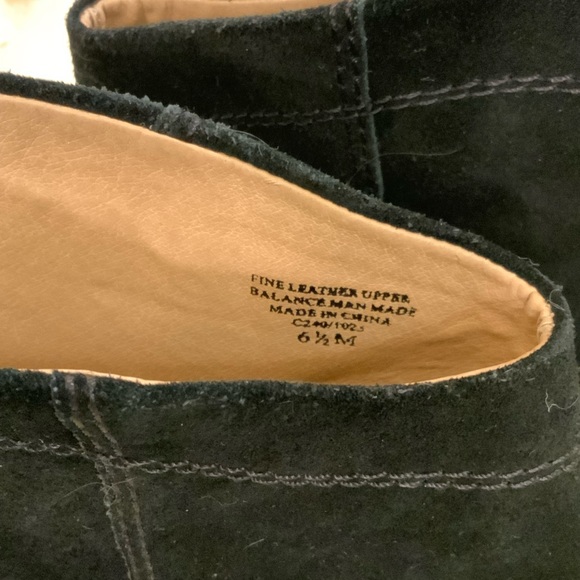 FINE LEATHER UPPER
BALANCE MAN MADE
MADE IN CHINA
C240/1025
6 ½ M